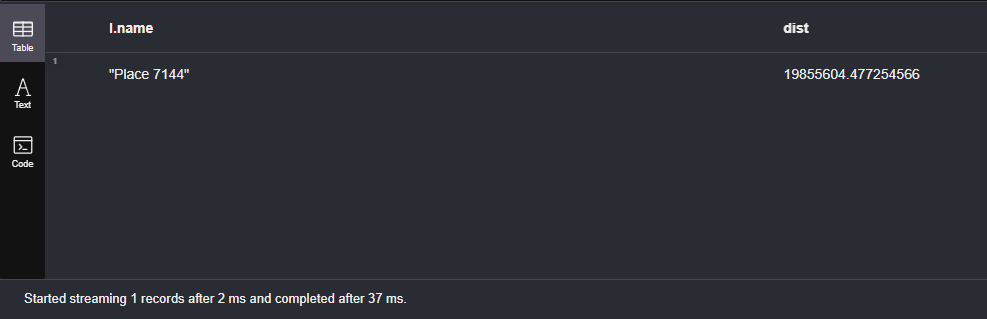 Table
l.name dist
1
"Place 7144" 19855604.477254566
Text
Code
Started streaming 1 records after 2 ms and completed after 37 ms.